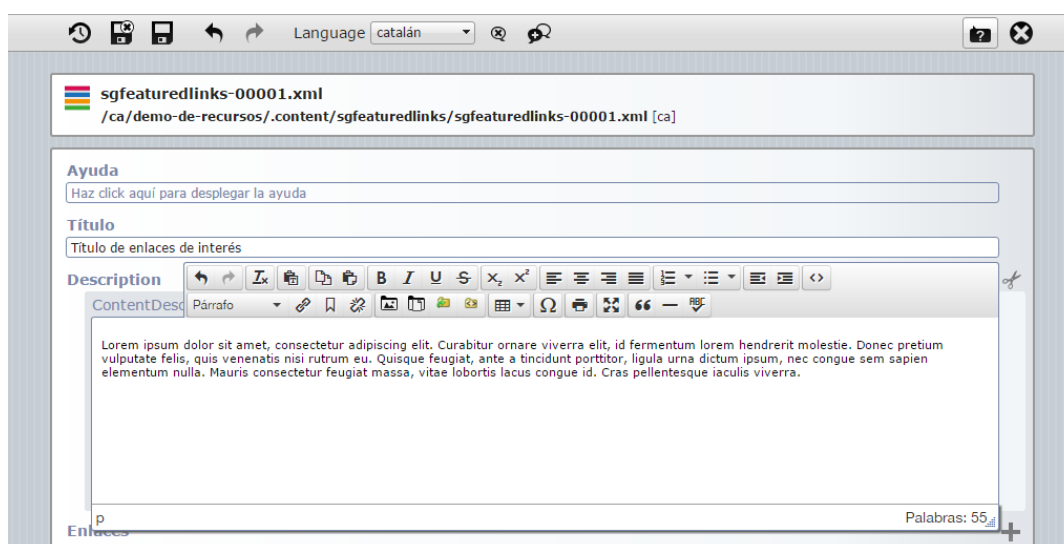 Language catalán
sgfeaturedlinks-00001.xml
/ca/demo-de-recursos/.content/sgfeaturedlinks/sgfeaturedlinks-00001.xml [ca]
Ayuda
Haz click aquí para desplegar la ayuda
Título
Título de enlaces de interés
Description
ContentDesc Párrafo
Lorem ipsum dolor sit amet, consectetur adipiscing elit. Curabitur ornare viverra elit, id fermentum lorem hendrerit molestie. Donec pretium
vulputate felis, quis venenatis nisi rutrum eu. Quisque feugiat, ante a tincidunt porttitor, ligula urna dictum ipsum, nec congue sem sapien
elementum nulla. Mauris consectetur feugiat massa, vitae lobortis lacus congue id. Cras pellentesque iaculis viverra.
p Palabras: 55
Enlaces